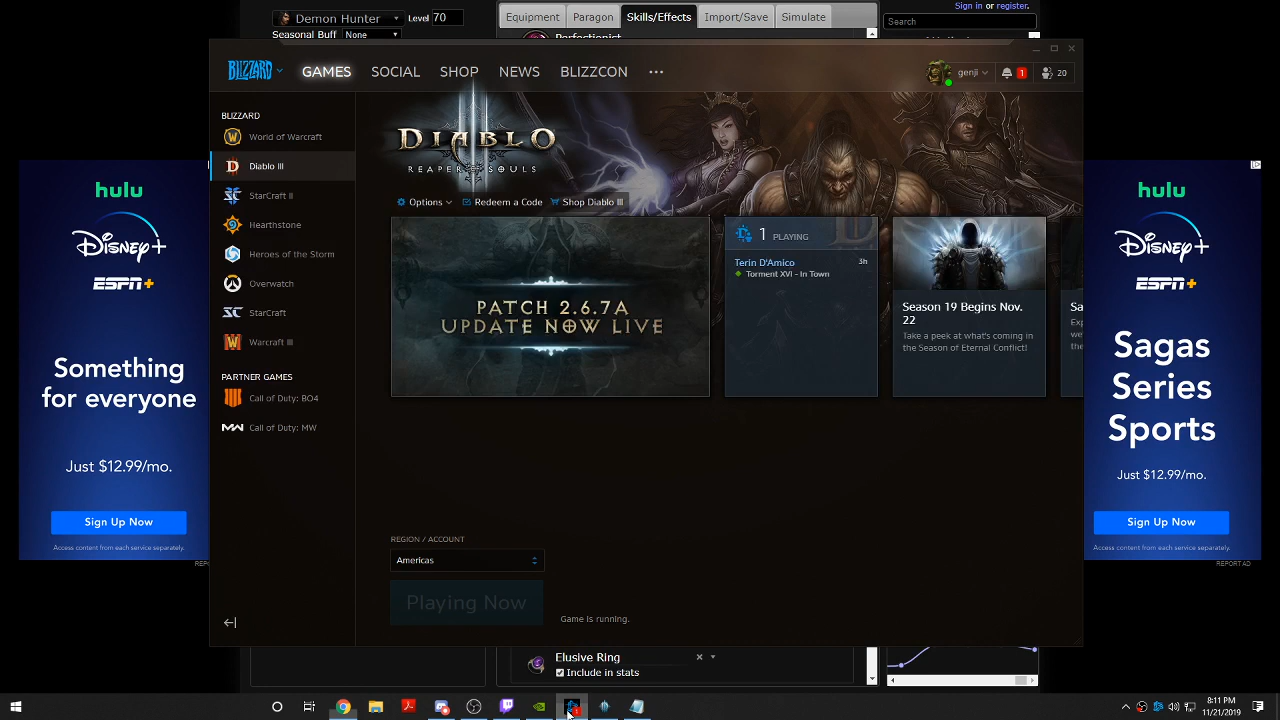 Demon Hunter
Level 70
Seasonal Buff None
Equipment
Paragon
Skills/Effects
Import/Save
Simulate
Sign in or register.
Search
BLIZZARD
GAMES
SOCIAL
SHOP
NEWS
BLIZZCON
genji
1
20
BLIZZARD
World of Warcraft
Diablo III
StarCraft II
Hearthstone
Heroes of the Storm
Overwatch
StarCraft
Warcraft III
PARTNER GAMES
Call of Duty: BO4
Call of Duty: MW
DIABLO
REAPER OF SOULS
Options
Redeem a Code
Shop Diablo III
PATCH 2.6.7A
UPDATE NOW LIVE
1 PLAYING
Terin D'Amico
3h
Torment XVI - In Town
Season 19 Begins Nov.
22
Take a peek at what's coming in
the Season of Eternal Conflict!
REGION / ACCOUNT
Americas
Playing Now
Game is running.
hulu
Disney+
ESPN+
Something
for everyone
Just $12.99/mo.
Sign Up Now
Access content from each service separately.
hulu
Disney+
ESPN+
Sagas
Series
Sports
Just $12.99/mo.
Sign Up Now
Access content from each service separately.
REPORT AD
Elusive Ring
Include in stats
8:11 PM
11/21/2019